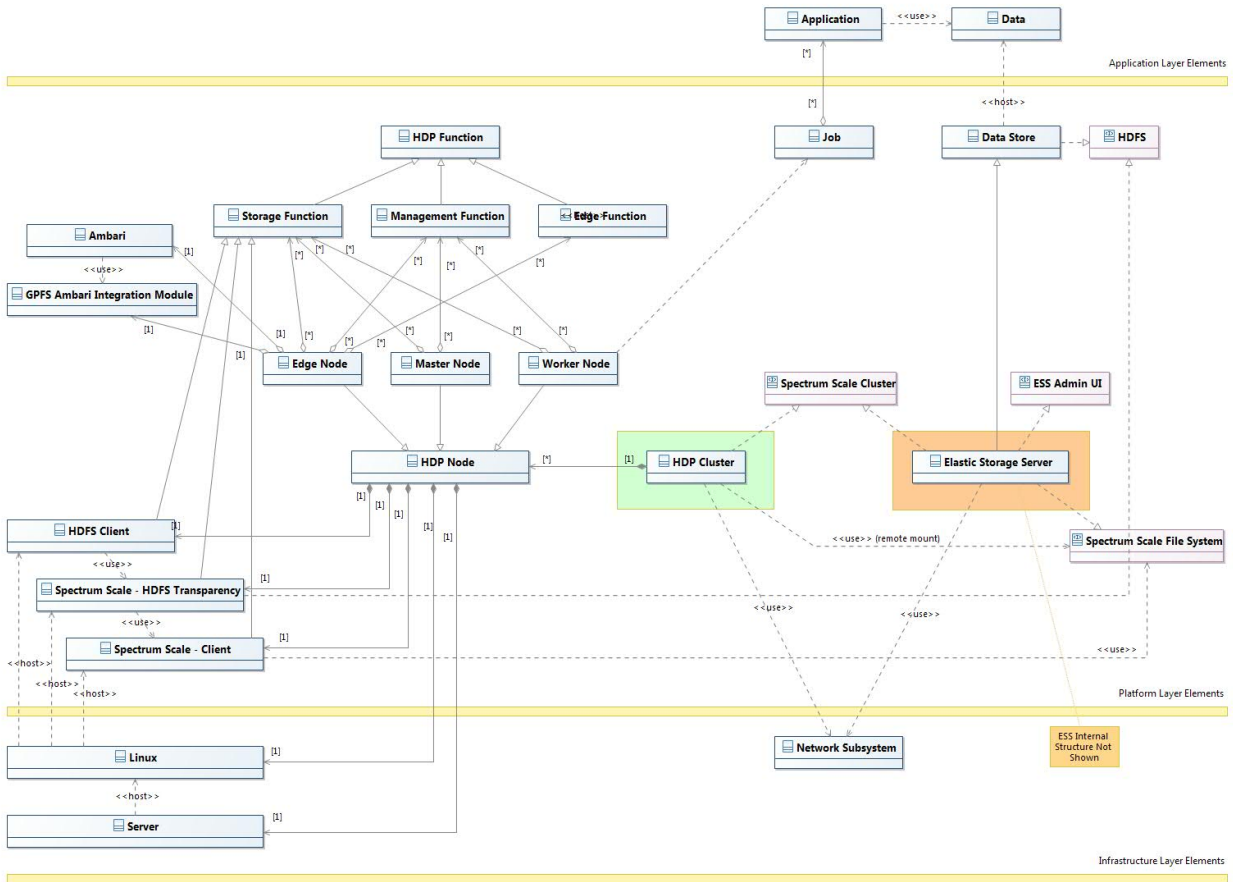 Application
<<use>>
Data
[*]
Application Layer Elements
[*]
<<host>>
HDP Function
Job
Data Store
HDFS
Storage Function
Management Function
Edge Function
Ambari
[1]
[*]
[*]
[*]
[*]
[*]
[*]
[*]
<<use>>
GPFS Ambari Integration Module
[1]
[1]
[*]
[*]
[*]
[*]
[*]
[*]
[*]
[1]
Edge Node
Master Node
Worker Node
Spectrum Scale Cluster
ESS Admin UI
HDP Node
[*]
[1]
HDP Cluster
Elastic Storage Server
[1]
[1]
[1]
[1]
[1]
HDFS Client
[1]
<<use>> (remote mount)
Spectrum Scale File System
<<use>>
Spectrum Scale - HDFS Transparency
[1]
<<use>>
<<use>>
<<use>>
Spectrum Scale - Client
[1]
<<use>>
<<host>>
<<host>>
<<host>>
Platform Layer Elements
Linux
[1]
Network Subsystem
ESS Internal
Structure Not
Shown
<<host>>
Server
[1]
Infrastructure Layer Elements